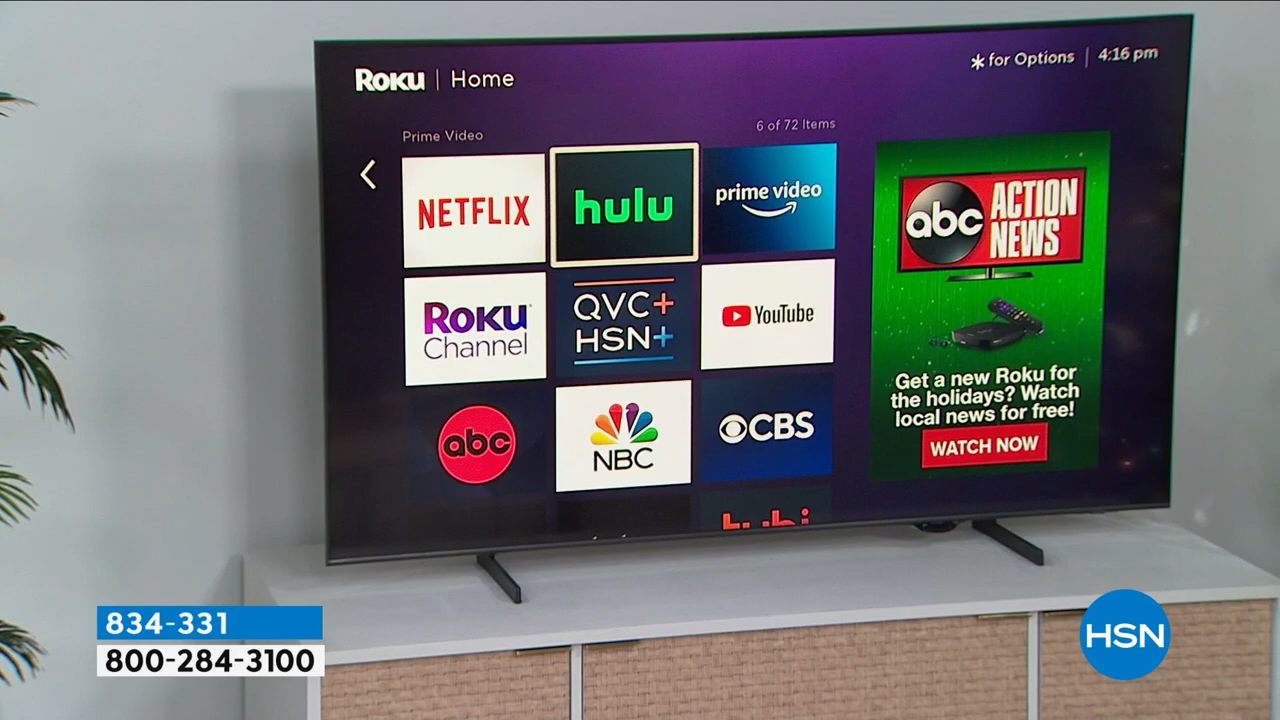 Roku | Home
* for Options | 4:16 pm
Prime Video
6 of 72 Items
NETFLIX
hulu
prime video
Roku
Channel
QVC+
HSN+
YouTube
abc
NBC
CBS
tubi
abc ACTION
NEWS
Get a new Roku for
the holidays? Watch
local news for free!
WATCH NOW
834-331
800-284-3100
HSN